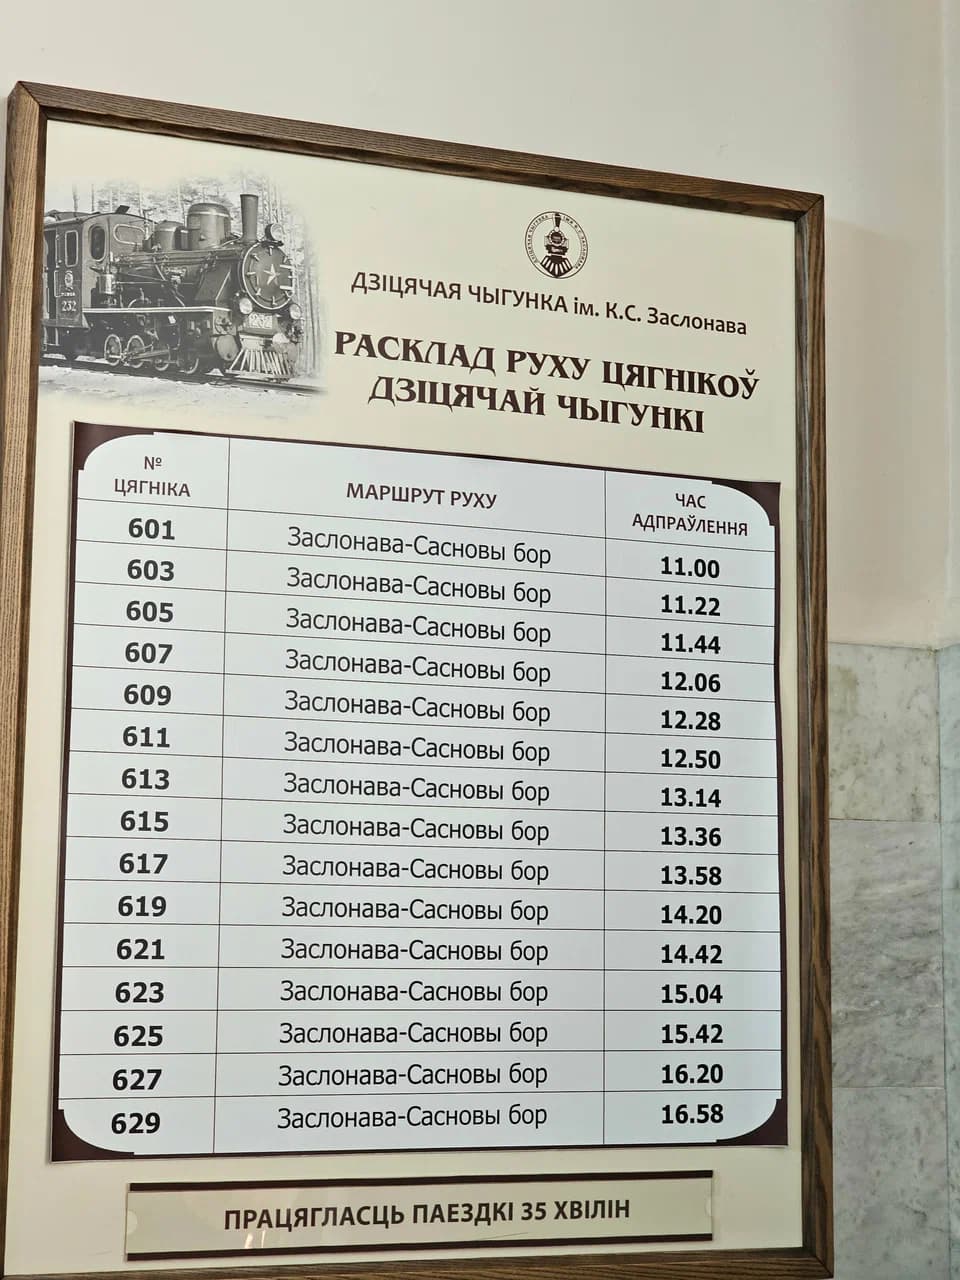 ДЗІЦЯЧАЯ ЧЫГУНКА ІМЯ К.С. ЗАСЛОНАВА
ДЗІЦЯЧАЯ ЧЫГУНКА ім. К.С. Заслонава
РАСКЛАД РУХУ ЦЯГНІКОЎ
ДЗІЦЯЧАЙ ЧЫГУНКІ
232
№ ЦЯГНІКА МАРШРУТ РУХУ ЧАС АДПРАЎЛЕННЯ
601 Заслонава-Сасновы бор 11.00
603 Заслонава-Сасновы бор 11.22
605 Заслонава-Сасновы бор 11.44
607 Заслонава-Сасновы бор 12.06
609 Заслонава-Сасновы бор 12.28
611 Заслонава-Сасновы бор 12.50
613 Заслонава-Сасновы бор 13.14
615 Заслонава-Сасновы бор 13.36
617 Заслонава-Сасновы бор 13.58
619 Заслонава-Сасновы бор 14.20
621 Заслонава-Сасновы бор 14.42
623 Заслонава-Сасновы бор 15.04
625 Заслонава-Сасновы бор 15.42
627 Заслонава-Сасновы бор 16.20
629 Заслонава-Сасновы бор 16.58
ПРАЦЯГЛАСЦЬ ПАЕЗДКІ 35 ХВІЛІН